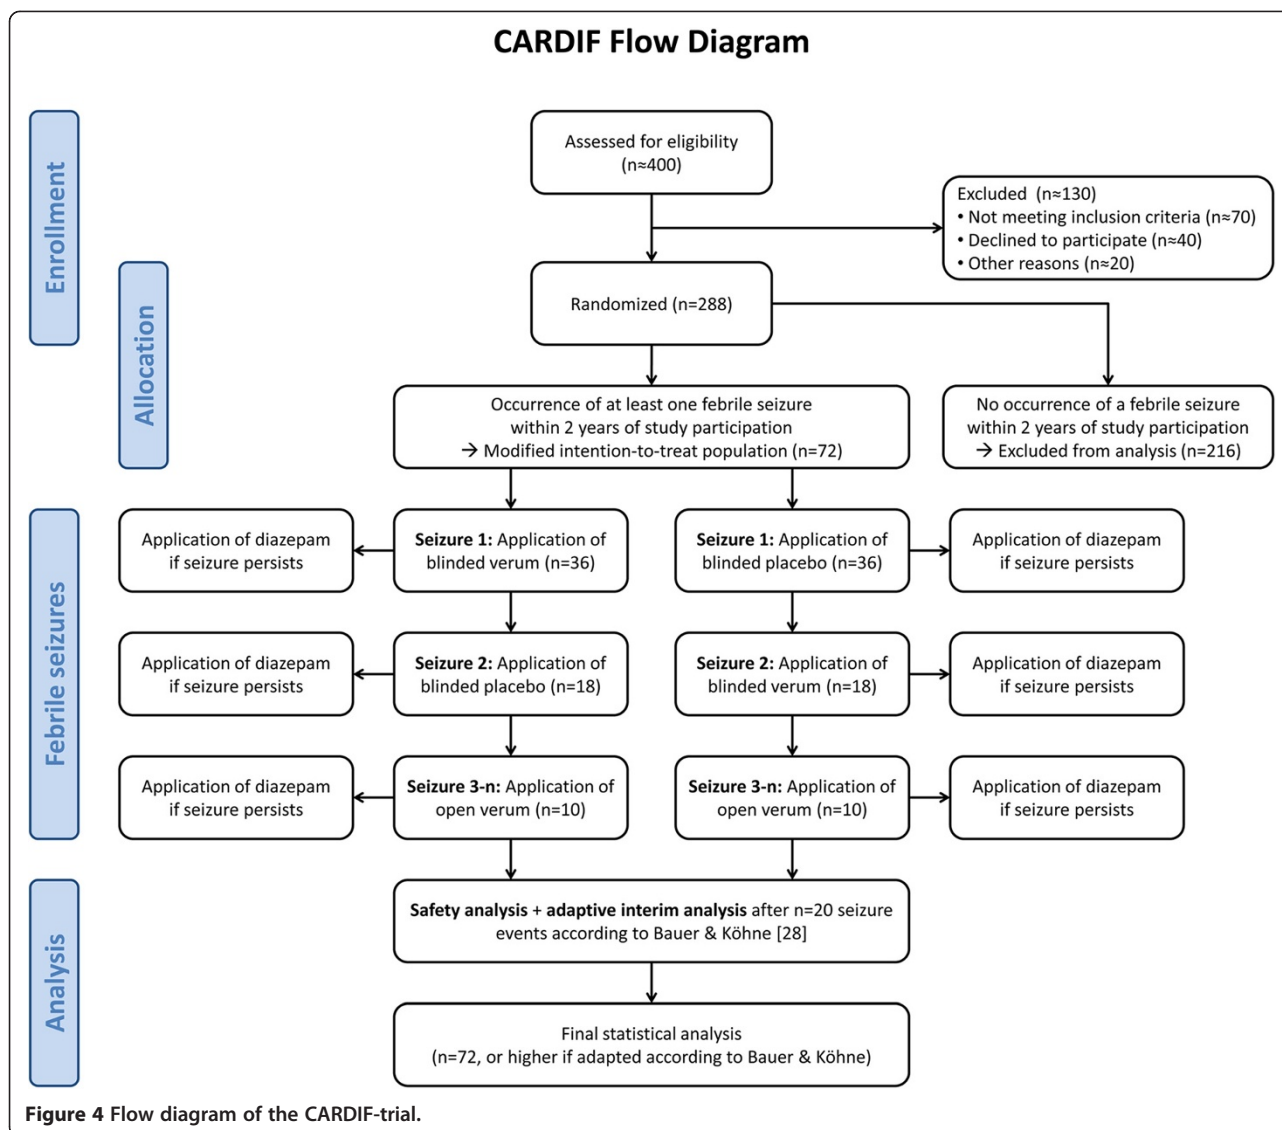 CARDIF Flow Diagram
Enrollment
Assessed for eligibility
(n≈400)
Excluded (n≈130)
• Not meeting inclusion criteria (n≈70)
• Declined to participate (n≈40)
• Other reasons (n≈20)
Allocation
Randomized (n=288)
Occurrence of at least one febrile seizure
within 2 years of study participation
→ Modified intention-to-treat population (n=72)
No occurrence of a febrile seizure
within 2 years of study participation
→ Excluded from analysis (n=216)
Febrile seizures
Application of diazepam
if seizure persists
Seizure 1: Application of
blinded verum (n=36)
Seizure 1: Application of
blinded placebo (n=36)
Application of diazepam
if seizure persists
Application of diazepam
if seizure persists
Seizure 2: Application of
blinded placebo (n=18)
Seizure 2: Application of
blinded verum (n=18)
Application of diazepam
if seizure persists
Application of diazepam
if seizure persists
Seizure 3-n: Application of
open verum (n=10)
Seizure 3-n: Application of
open verum (n=10)
Application of diazepam
if seizure persists
Analysis
Safety analysis + adaptive interim analysis after n=20 seizure
events according to Bauer & Köhne [28]
Final statistical analysis
(n=72, or higher if adapted according to Bauer & Köhne)
Figure 4 Flow diagram of the CARDIF-trial.